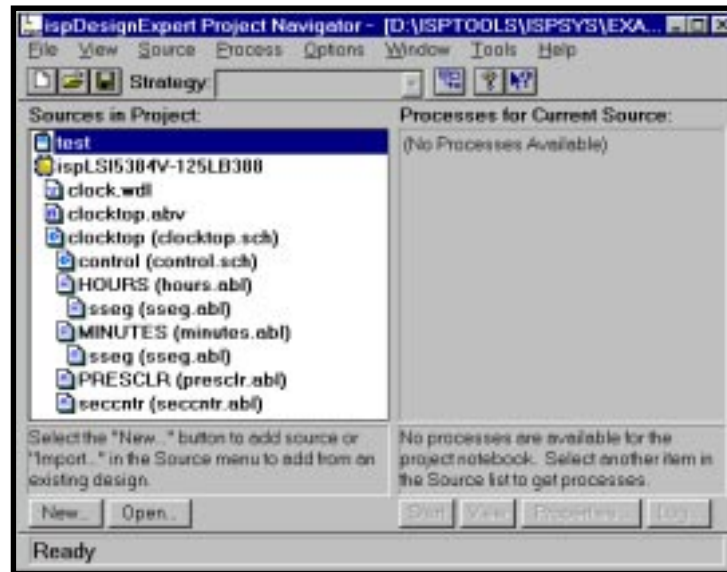 ispDesignExpert Project Navigator - [D:\ISPTOOLS\ISPSYS\EXA...
File View Source Process Options Window Tools Help
Strategy:
Sources in Project:
test
ispLSI5384V-125LB388
clock.wdl
clocktop.abv
clocktop (clocktop.sch)
control (control.sch)
HOURS (hours.abl)
sseg (sseg.abl)
MINUTES (minutes.abl)
sseg (sseg.abl)
PRESCLR (presclr.abl)
seccntr (seccntr.abl)
Processes for Current Source:
(No Processes Available)
Select the "New.." button to add source or
"Import.." in the Source menu to add from an
existing design.
No processes are available for the
project notebook. Select another item in
the Source list to get processes.
New... Open..
Start View Properties... Log...
Ready